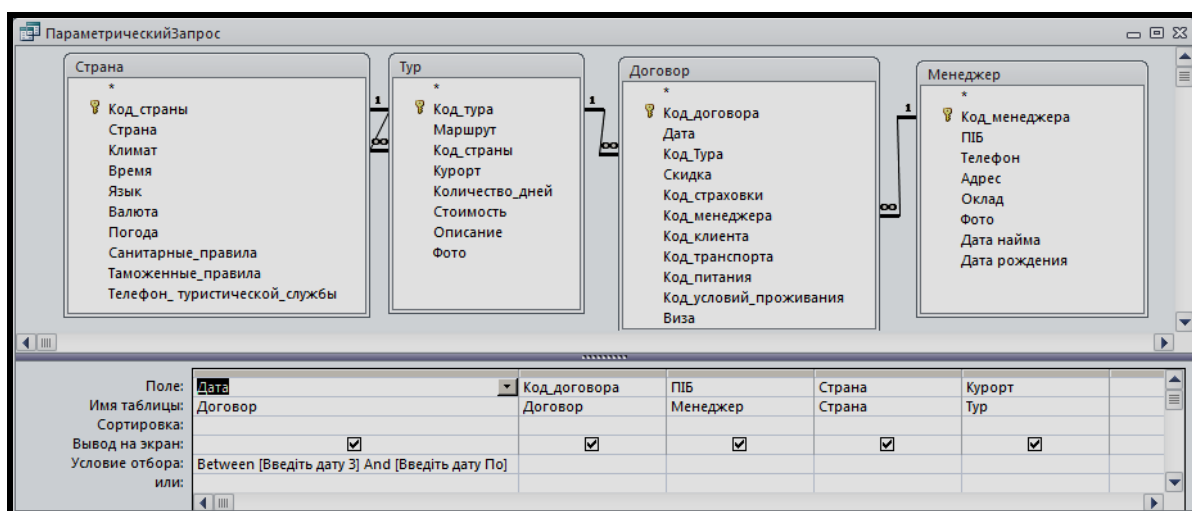 ПараметрическийЗапрос
Страна
*
Код_страны
Страна
Климат
Время
Язык
Валюта
Погода
Санитарные_правила
Таможенные_правила
Телефон_ туристической_службы
1
∞
Тур
*
Код_тура
Маршрут
Код_страны
Курорт
Количество_дней
Стоимость
Описание
Фото
1
∞
Договор
*
Код_договора
Дата
Код_Тура
Скидка
Код_страховки
Код_менеджера
Код_клиента
Код_транспорта
Код_питания
Код_условий_проживания
Виза
1
∞
Менеджер
*
Код_менеджера
ПІБ
Телефон
Адрес
Оклад
Фото
Дата найма
Дата рождения
Поле: Дата Код_договора ПІБ Страна Курорт
Имя таблицы: Договор Договор Менеджер Страна Тур
Сортировка:
Вывод на экран:
Условие отбора: Between [Введіть дату З] And [Введіть дату По]
или: